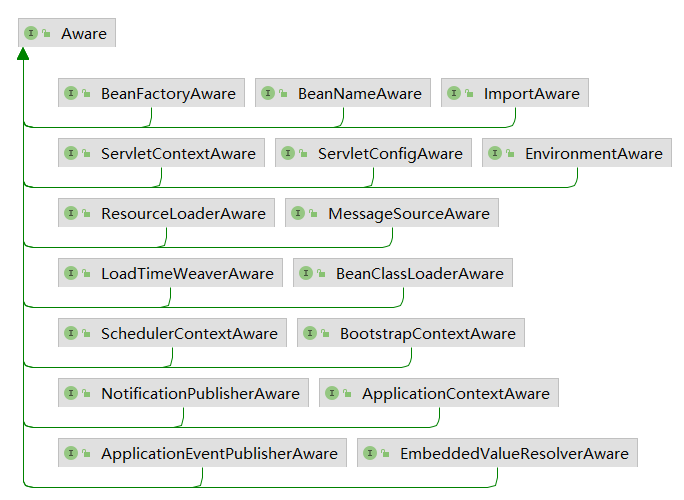 I Aware
I BeanFactoryAware I BeanNameAware I ImportAware
I ServletContextAware I ServletConfigAware I EnvironmentAware
I ResourceLoaderAware I MessageSourceAware
I LoadTimeWeaverAware I BeanClassLoaderAware
I SchedulerContextAware I BootstrapContextAware
I NotificationPublisherAware I ApplicationContextAware
I ApplicationEventPublisherAware I EmbeddedValueResolverAware